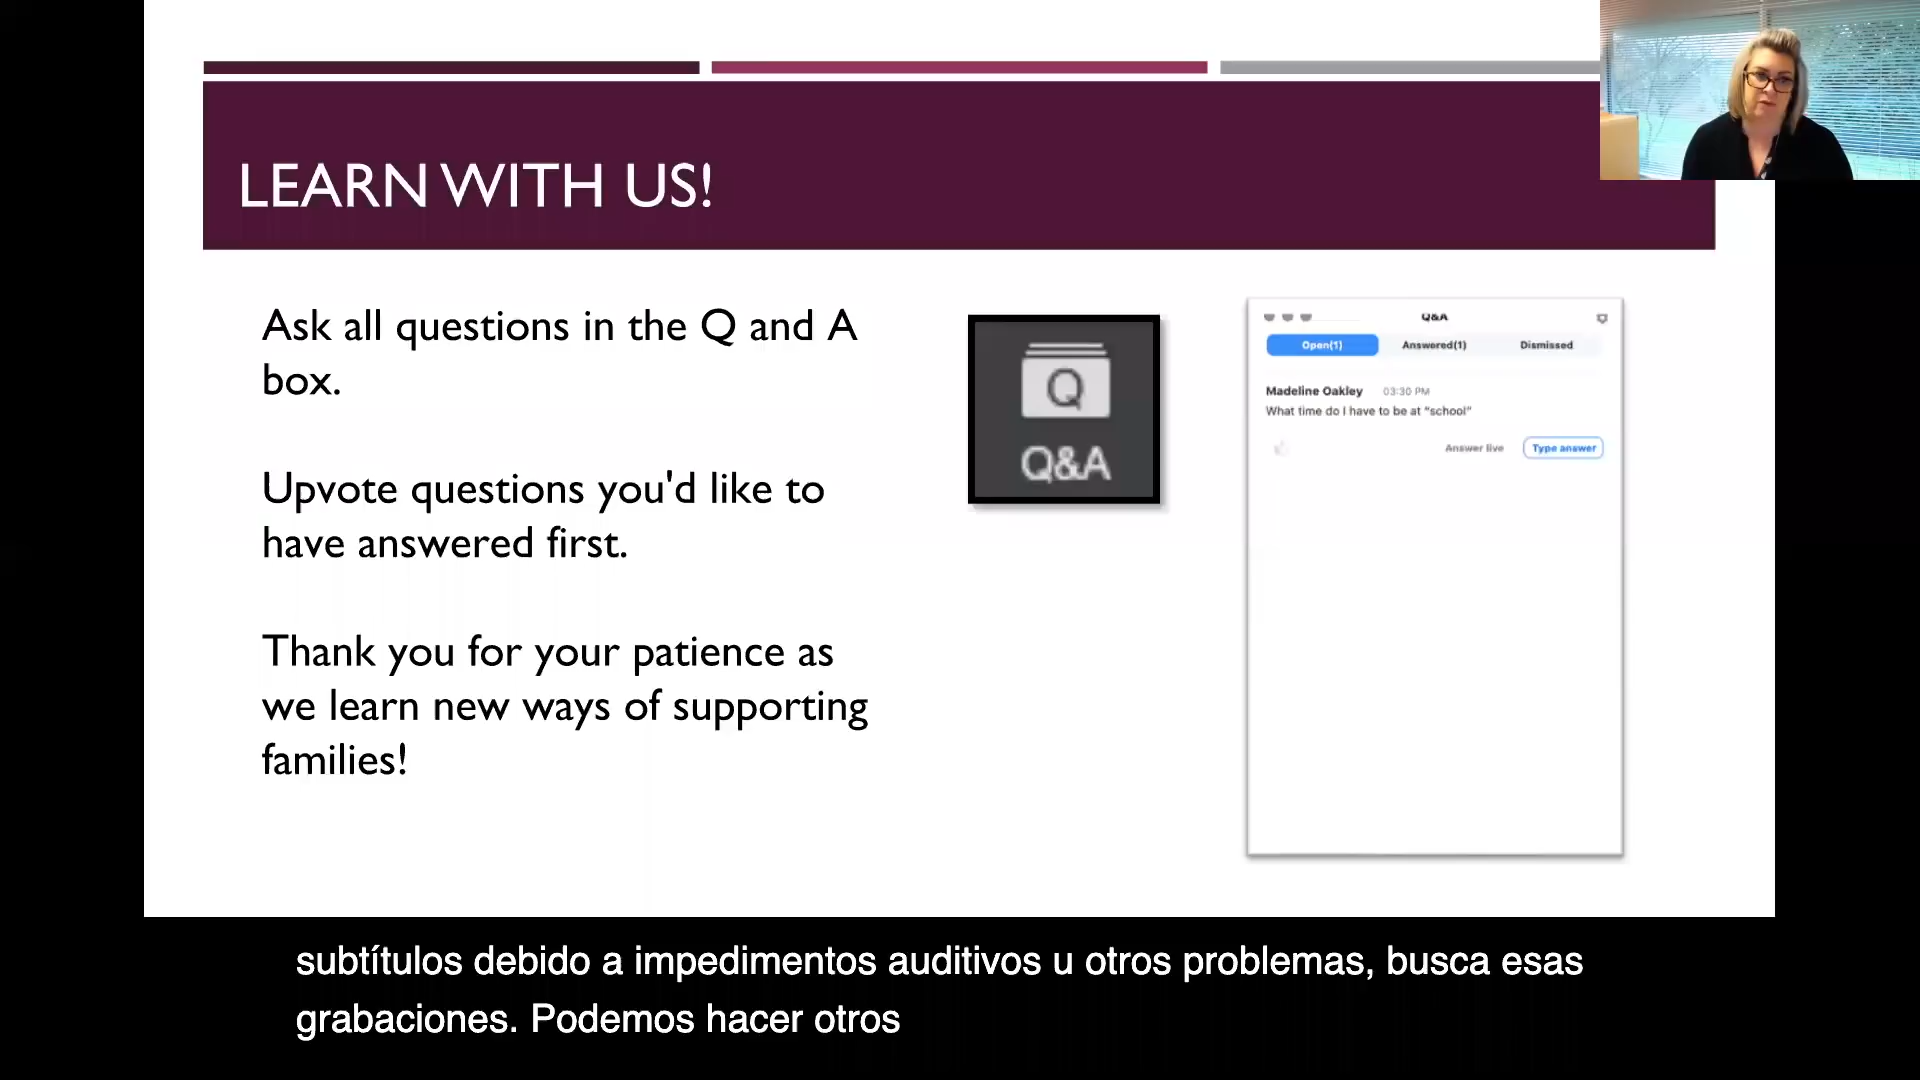 LEARN WITH US!
Ask all questions in the Q and A
box.
Upvote questions you'd like to
have answered first.
Thank you for your patience as
we learn new ways of supporting
families!
Q
Q&A
Q&A
Open(1) Answered(1) Dismissed
Madeline Oakley 03:30 PM
What time do I have to be at "school"
Answer live Type answer
subtítulos debido a impedimentos auditivos u otros problemas, busca esas
grabaciones. Podemos hacer otros